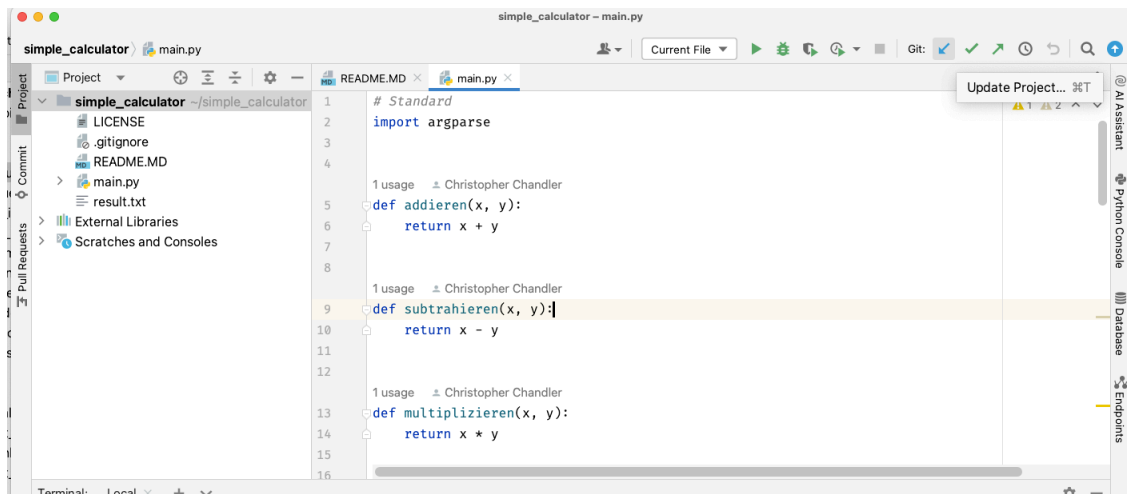 simple_calculator – main.py
simple_calculator main.py
Current File
Git:
Project
README.MD
main.py
Update Project... ⌘T
simple_calculator ~/simple_calculator
LICENSE
.gitignore
README.MD
main.py
result.txt
External Libraries
Scratches and Consoles
1 # Standard
2 import argparse
3
4
1 usage Christopher Chandler
5 def addieren(x, y):
6 return x + y
7
8
1 usage Christopher Chandler
9 def subtrahieren(x, y):
10 return x - y
11
12
1 usage Christopher Chandler
13 def multiplizieren(x, y):
14 return x * y
15
16
1 2
Project
Commit
Pull Requests
AI Assistant
Python Console
Database
Endpoints
Terminal: Local